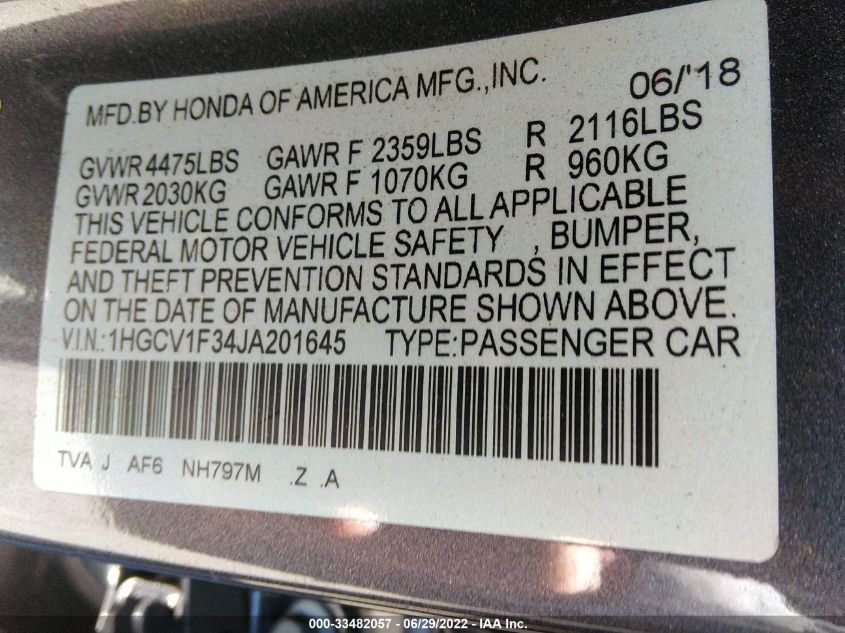 MFD.BY HONDA OF AMERICA MFG.,INC. 06/'18
GVWR 4475LBS GAWR F 2359LBS R 2116LBS
GVWR 2030KG GAWR F 1070KG R 960KG
THIS VEHICLE CONFORMS TO ALL APPLICABLE
FEDERAL MOTOR VEHICLE SAFETY , BUMPER,
AND THEFT PREVENTION STANDARDS IN EFFECT
ON THE DATE OF MANUFACTURE SHOWN ABOVE.
V.I.N.:1HGCV1F34JA201645 TYPE:PASSENGER CAR
TVA J AF6 NH797M .Z .A
000-33482057 - 06/29/2022 - IAA Inc.